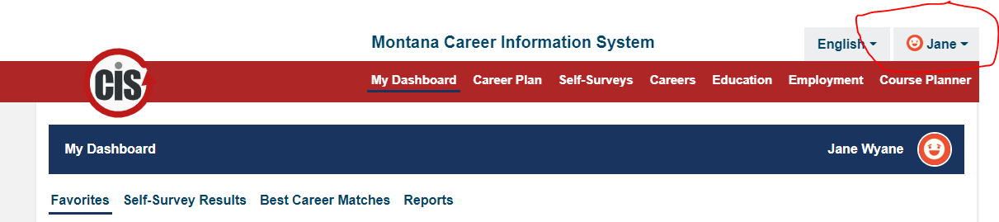 Montana Career Information System English Jane
CIS My Dashboard Career Plan Self-Surveys Careers Education Employment Course Planner
My Dashboard Jane Wyane
Favorites Self-Survey Results Best Career Matches Reports